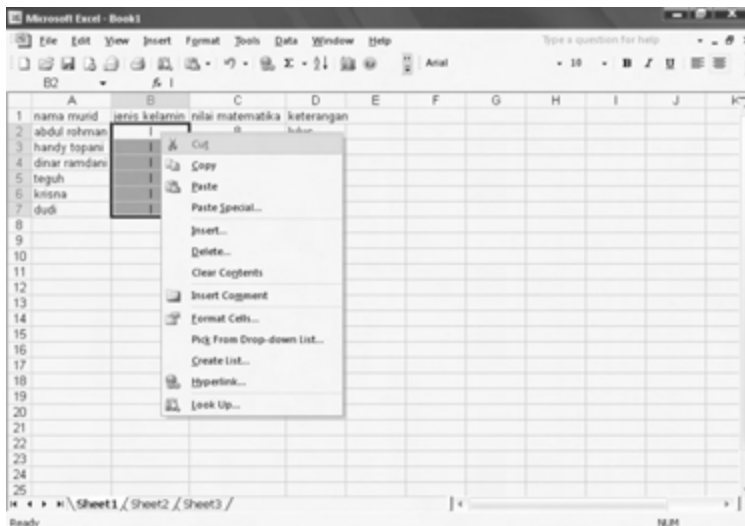 Microsoft Excel - Book1
File Edit View Insert Format Tools Data Window Help Type a question for help
Arial 10 B I U
B2 fx l
A B C D E F G H I J K
1 nama murid jenis kelamin nilai matematika keterangan
2 abdul rohman l 8 lulus
3 handy topani l
4 dinar ramdani l
5 teguh l
6 krisna l
7 dudi l
8
9
10
11
12
13
14
15
16
17
18
19
20
21
22
23
24
25
Cut
Copy
Paste
Paste Special...
Insert...
Delete...
Clear Contents
Insert Comment
Format Cells...
Pick From Drop-down List...
Create List...
Hyperlink...
Look Up...
Sheet1 / Sheet2 / Sheet3 /
Ready NUM